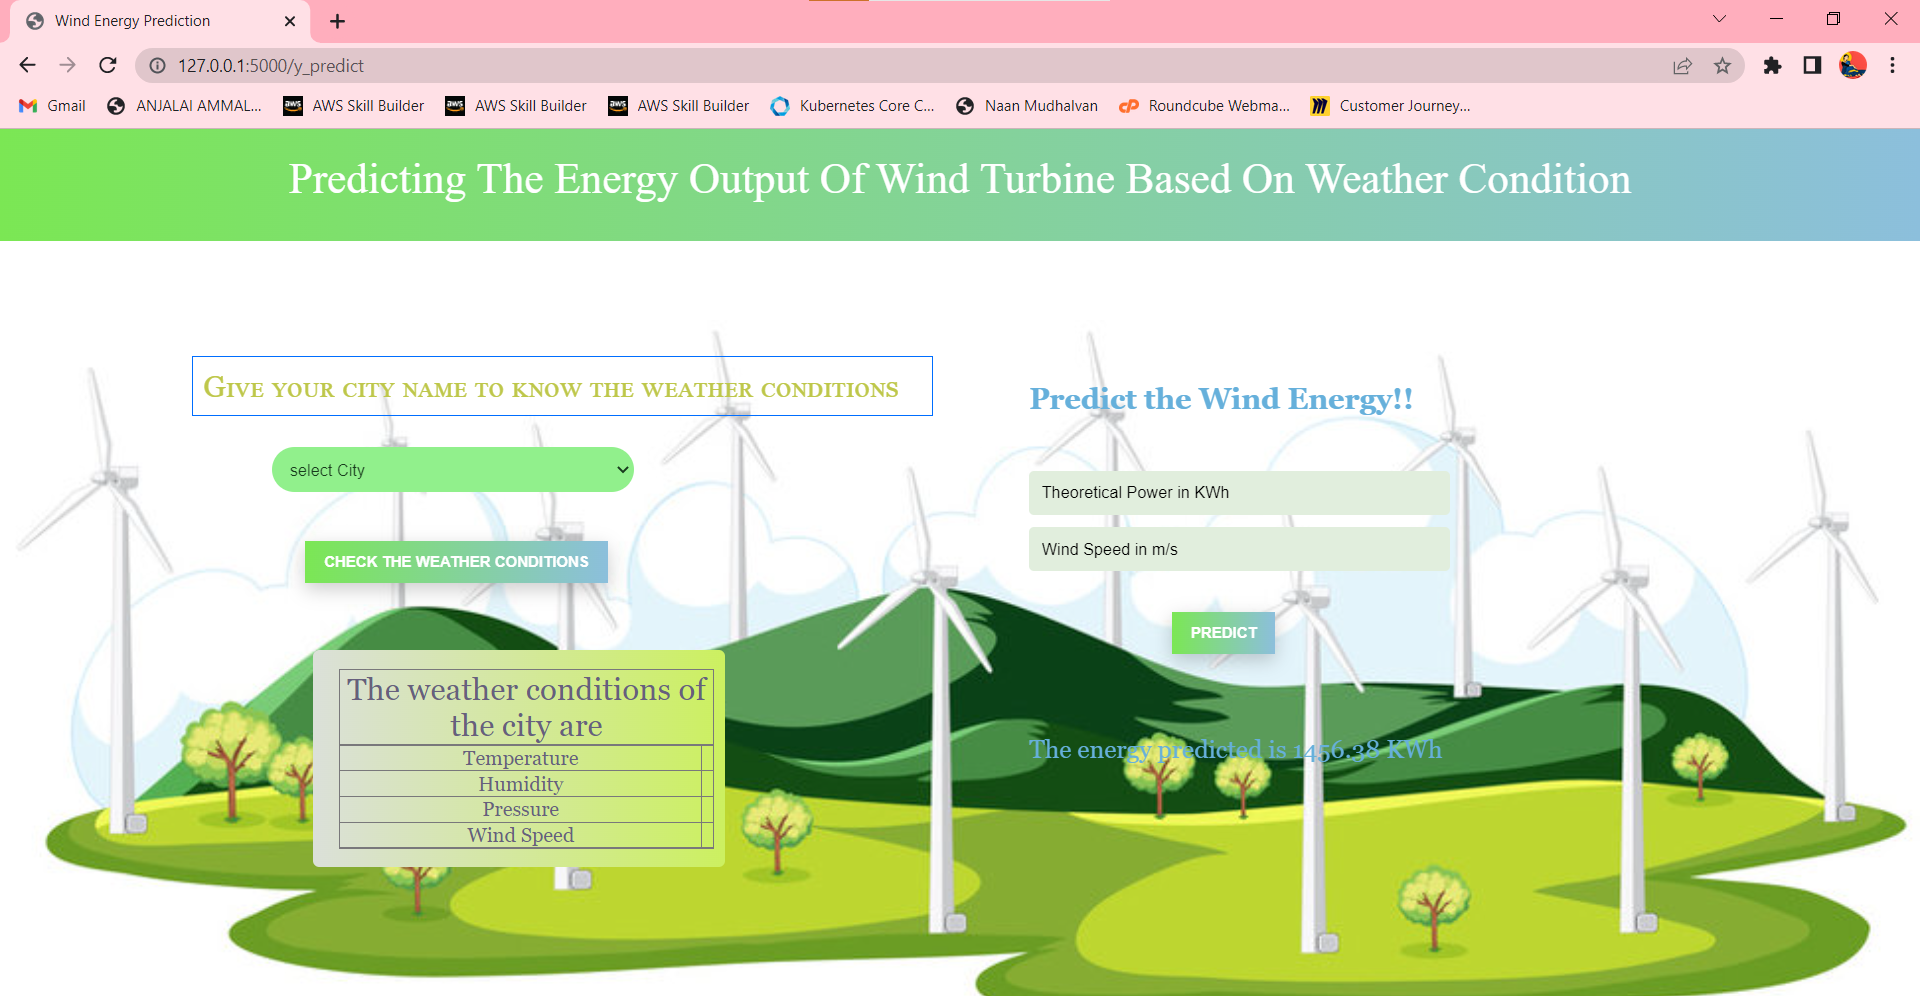 Wind Energy Prediction
127.0.0.1:5000/y_predict
Gmail
ANJALAI AMMAL...
aws
AWS Skill Builder
aws
AWS Skill Builder
aws
AWS Skill Builder
Kubernetes Core C...
Naan Mudhalvan
cP
Roundcube Webma...
Customer Journey...
Predicting The Energy Output Of Wind Turbine Based On Weather Condition
Give your city name to know the weather conditions
select City
CHECK THE WEATHER CONDITIONS
The weather conditions of
the city are
Temperature
Humidity
Pressure
Wind Speed
Predict the Wind Energy!!
Theoretical Power in KWh
Wind Speed in m/s
PREDICT
The energy predicted is 1456.38 KWh